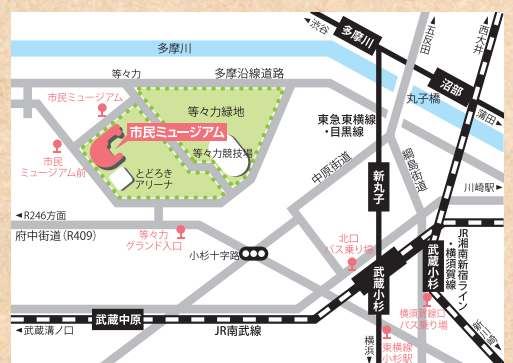 渋谷
多摩川
五反田
西大井
多摩川
沼部
蒲田
等々力
多摩沿線道路
丸子橋
市民ミュージアム
等々力緑地
東急東横線
・目黒線
市民ミュージアム
等々力競技場
中原街道
綱島街道
市民
ミュージアム前
とどろき
アリーナ
新丸子
川崎駅
R246方面
府中街道(R409)
等々力
グランド入口
小杉十字路
北口
バス乗り場
武蔵小杉
武蔵小杉
JR湘南新宿ライン
・横須賀線
横須賀線口
バス乗り場
武蔵中原
武蔵溝ノ口
JR南武線
横浜
東横線
小杉駅
新川崎